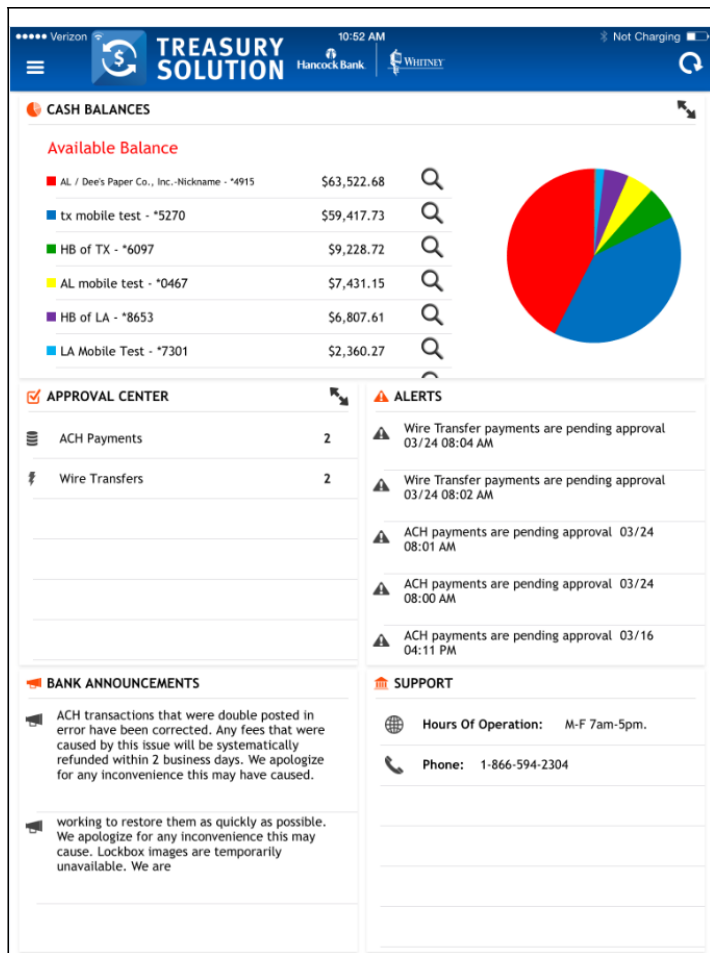 Verizon
10:52 AM
Not Charging
TREASURY
SOLUTION
Hancock Bank
WHITNEY
CASH BALANCES
Available Balance
AL / Dee's Paper Co., Inc.-Nickname - *4915 $63,522.68
tx mobile test - *5270 $59,417.73
HB of TX - *6097 $9,228.72
AL mobile test - *0467 $7,431.15
HB of LA - *8653 $6,807.61
LA Mobile Test - *7301 $2,360.27
APPROVAL CENTER
ACH Payments 2
Wire Transfers 2
ALERTS
Wire Transfer payments are pending approval
03/24 08:04 AM
Wire Transfer payments are pending approval
03/24 08:02 AM
ACH payments are pending approval 03/24
08:01 AM
ACH payments are pending approval 03/24
08:00 AM
ACH payments are pending approval 03/16
04:11 PM
BANK ANNOUNCEMENTS
ACH transactions that were double posted in
error have been corrected. Any fees that were
caused by this issue will be systematically
refunded within 2 business days. We apologize
for any inconvenience this may have caused.
working to restore them as quickly as possible.
We apologize for any inconvenience this may
cause. Lockbox images are temporarily
unavailable. We are
SUPPORT
Hours Of Operation: M-F 7am-5pm.
Phone: 1-866-594-2304